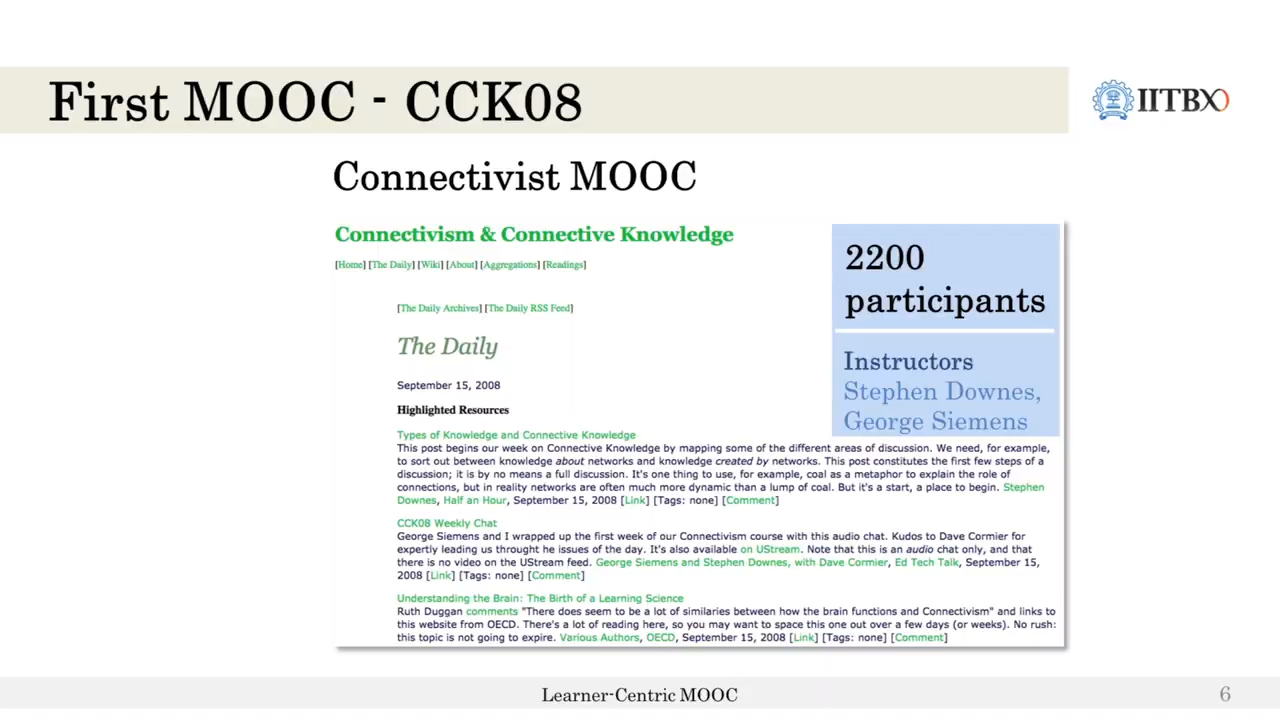 First MOOC - CCK08
IITBX
Connectivist MOOC
Connectivism & Connective Knowledge
[Home] [The Daily] [Wiki] [About] [Aggregations] [Readings]
2200
participants
Instructors
Stephen Downes,
George Siemens
[The Daily Archives] [The Daily RSS Feed]
The Daily
September 15, 2008
Highlighted Resources
Types of Knowledge and Connective Knowledge
This post begins our week on Connective Knowledge by mapping some of the different areas of discussion. We need, for example,
to sort out between knowledge about networks and knowledge created by networks. This post constitutes the first few steps of a
discussion; it is by no means a full discussion. It's one thing to use, for example, coal as a metaphor to explain the role of
connections, but in reality networks are often much more dynamic than a lump of coal. But it's a start, a place to begin. Stephen
Downes, Half an Hour, September 15, 2008 [Link] [Tags: none] [Comment]
CCK08 Weekly Chat
George Siemens and I wrapped up the first week of our Connectivism course with this audio chat. Kudos to Dave Cormier for
expertly leading us throught he issues of the day. It's also available on UStream. Note that this is an audio chat only, and that
there is no video on the UStream feed. George Siemens and Stephen Downes, with Dave Cormier, Ed Tech Talk, September 15,
2008 [Link] [Tags: none] [Comment]
Understanding the Brain: The Birth of a Learning Science
Ruth Duggan comments "There does seem to be a lot of similaries between how the brain functions and Connectivism" and links to
this website from OECD. There's a lot of reading here, so you may want to space this one out over a few days (or weeks). No rush:
this topic is not going to expire. Various Authors, OECD, September 15, 2008 [Link] [Tags: none] [Comment]
Learner-Centric MOOC
6